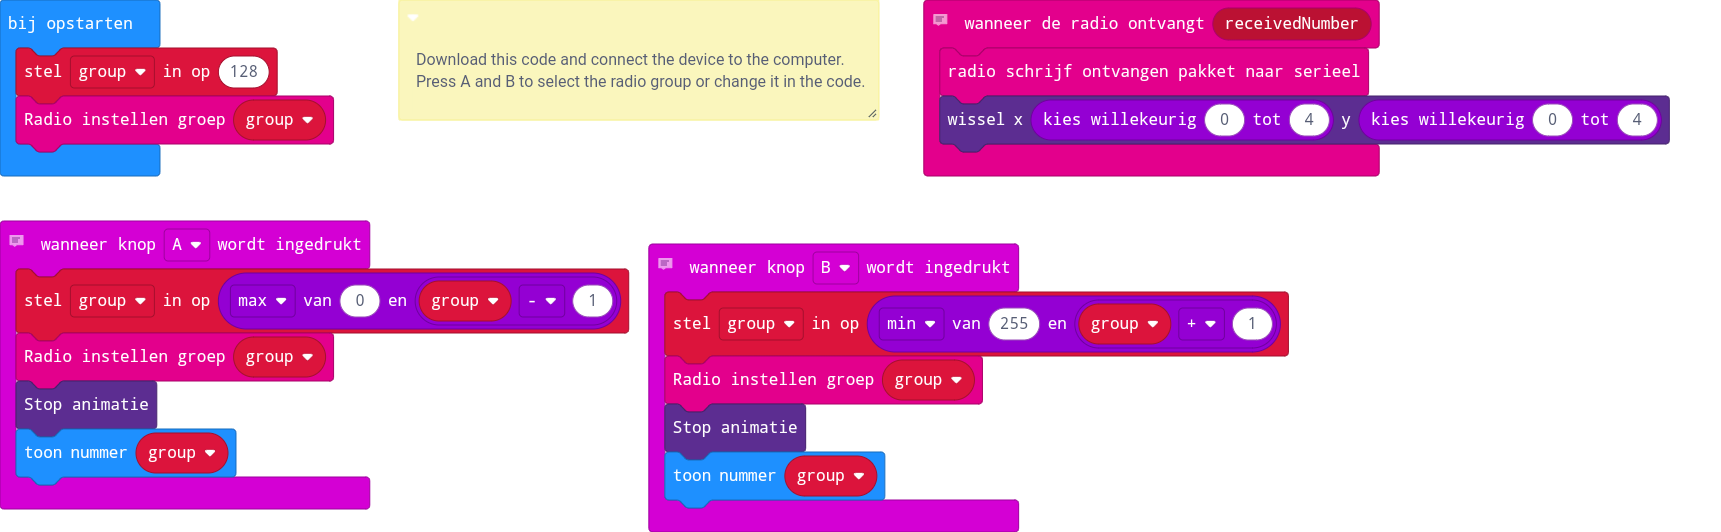 bij opstarten
stel group in op 128
Radio instellen groep group
Download this code and connect the device to the computer.
Press A and B to select the radio group or change it in the code.
wanneer de radio ontvangt receivedNumber
radio schrijf ontvangen pakket naar serieel
wissel x kies willekeurig 0 tot 4 y kies willekeurig 0 tot 4
wanneer knop A wordt ingedrukt
stel group in op max van 0 en group - 1
Radio instellen groep group
Stop animatie
toon nummer group
wanneer knop B wordt ingedrukt
stel group in op min van 255 en group + 1
Radio instellen groep group
Stop animatie
toon nummer group